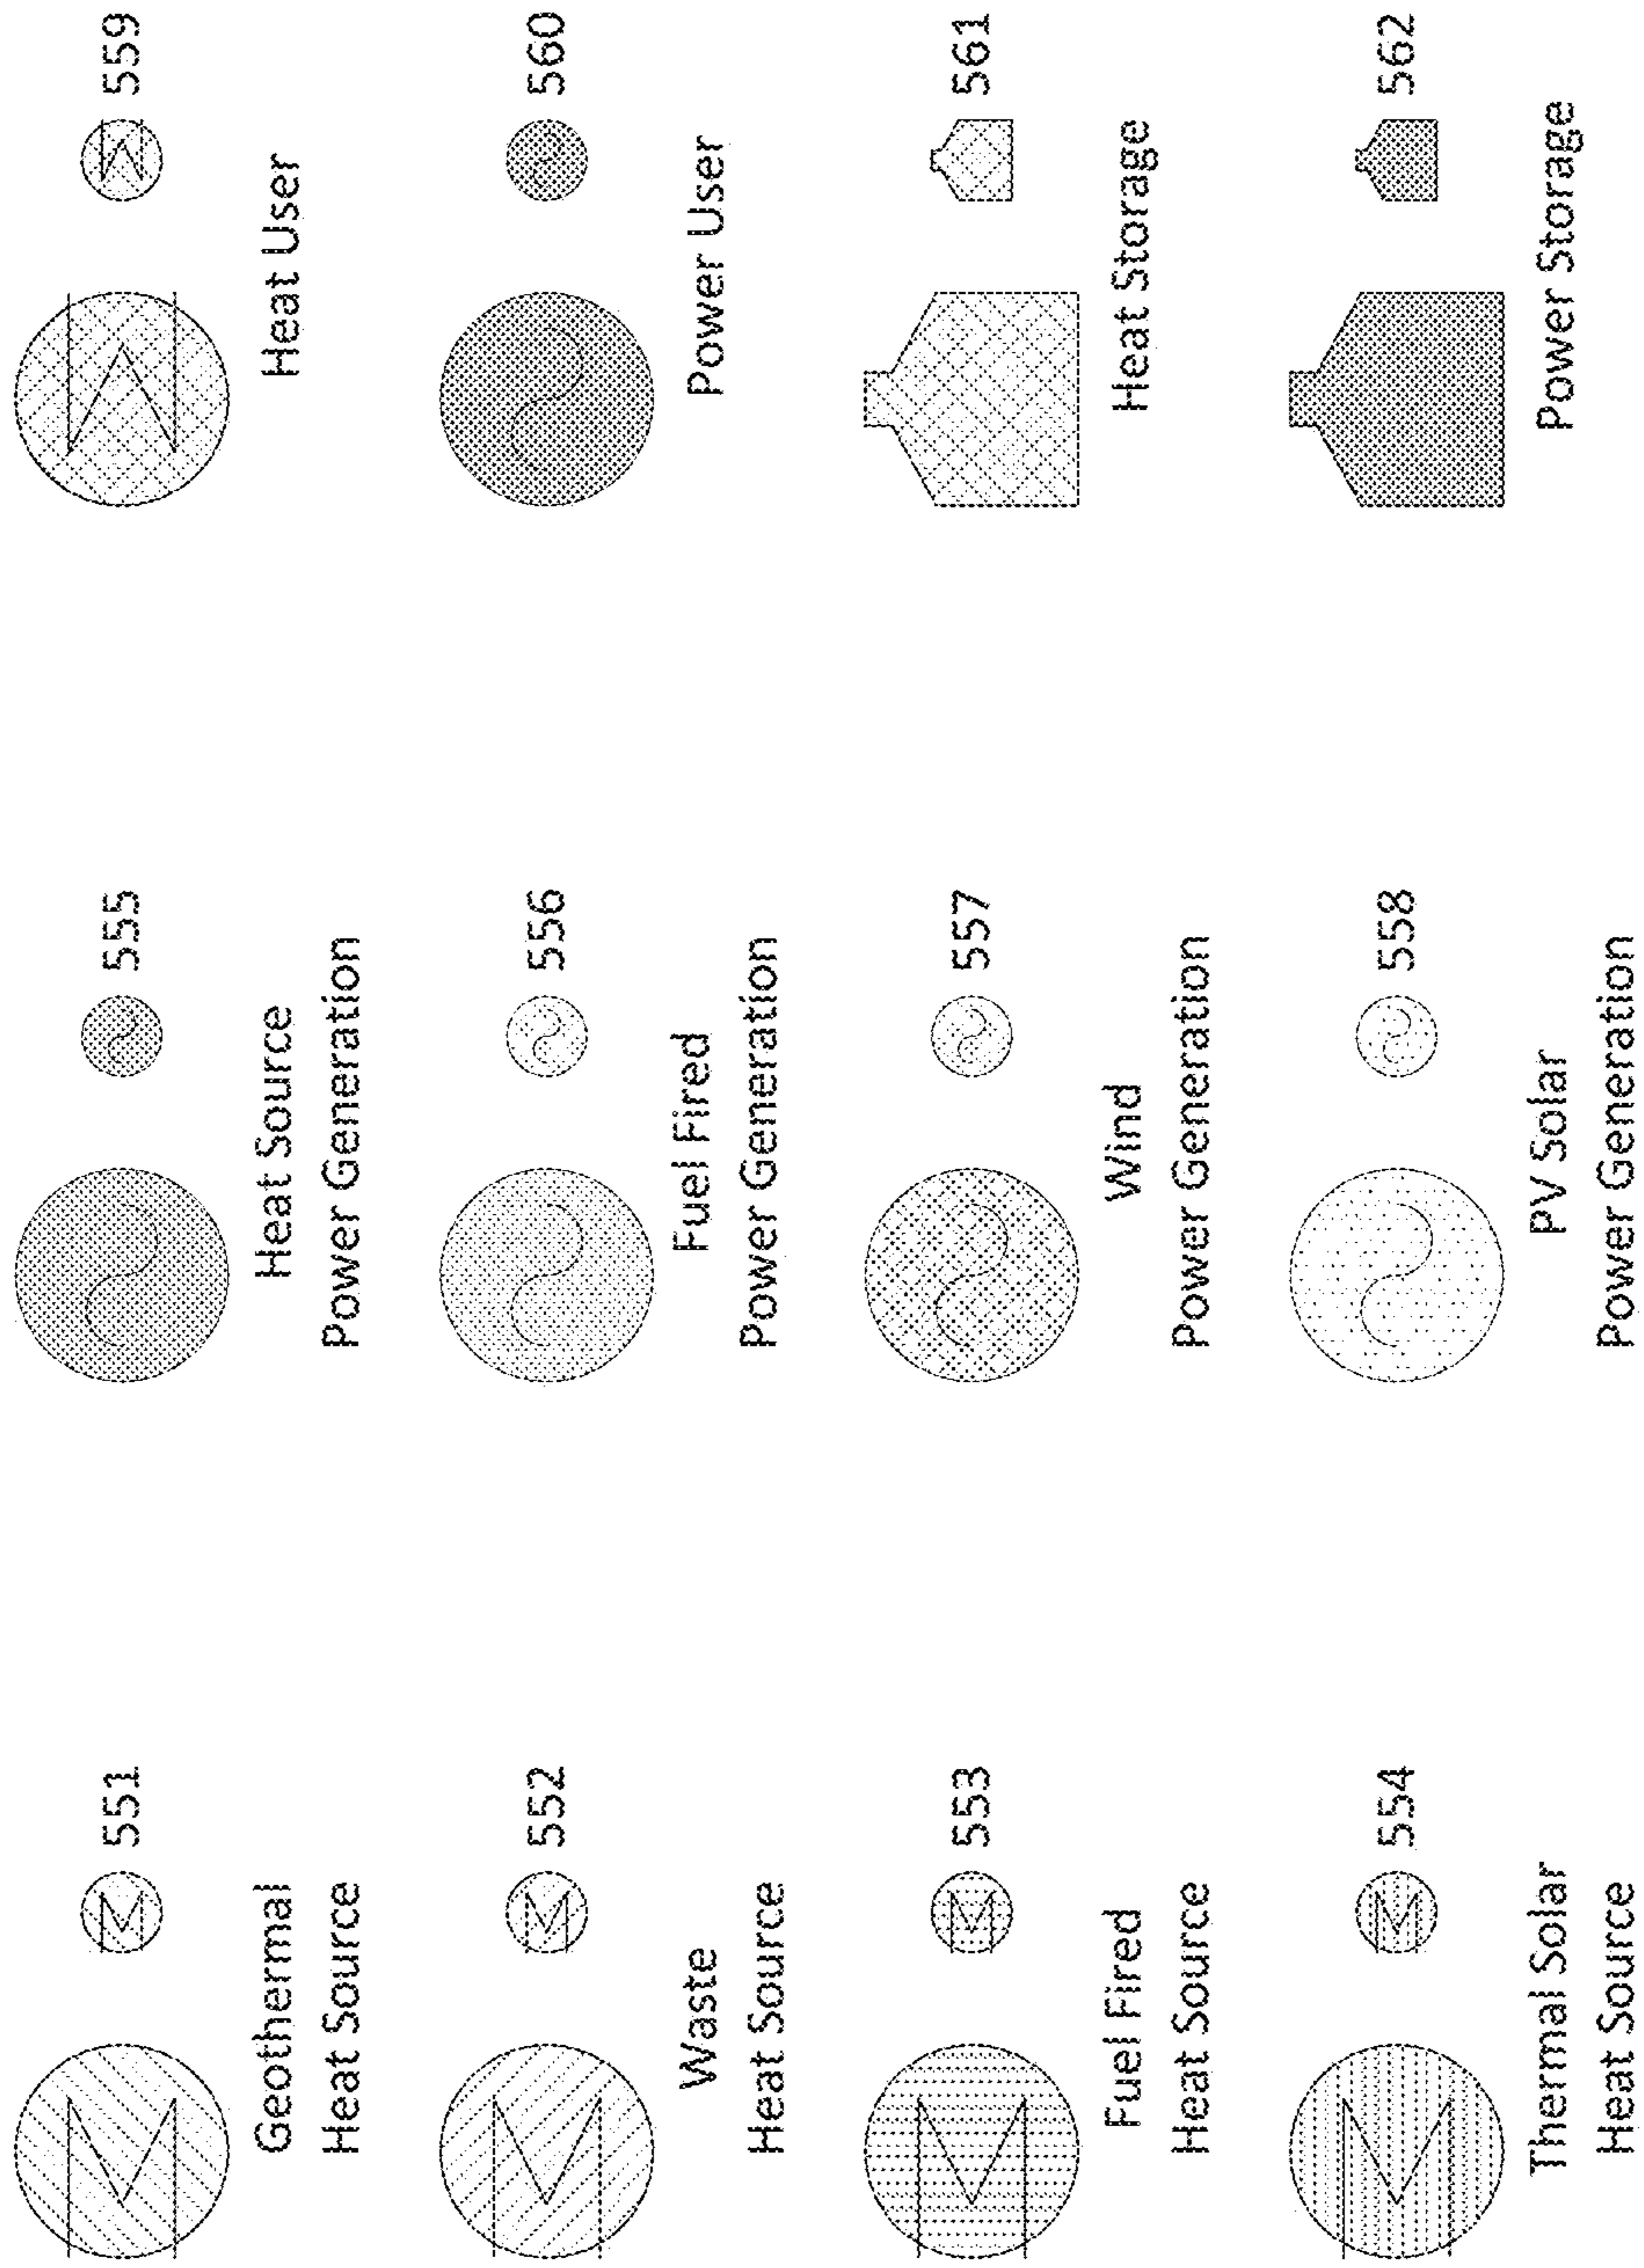 551
Geothermal
Heat Source
552
Waste
Heat Source
553
Fuel Fired
Heat Source
554
Thermal Solar
Heat Source
555
Heat Source
Power Generation
556
Fuel Fired
Power Generation
557
Wind
Power Generation
558
PV Solar
Power Generation
559
Heat User
560
Power User
561
Heat Storage
562
Power Storage